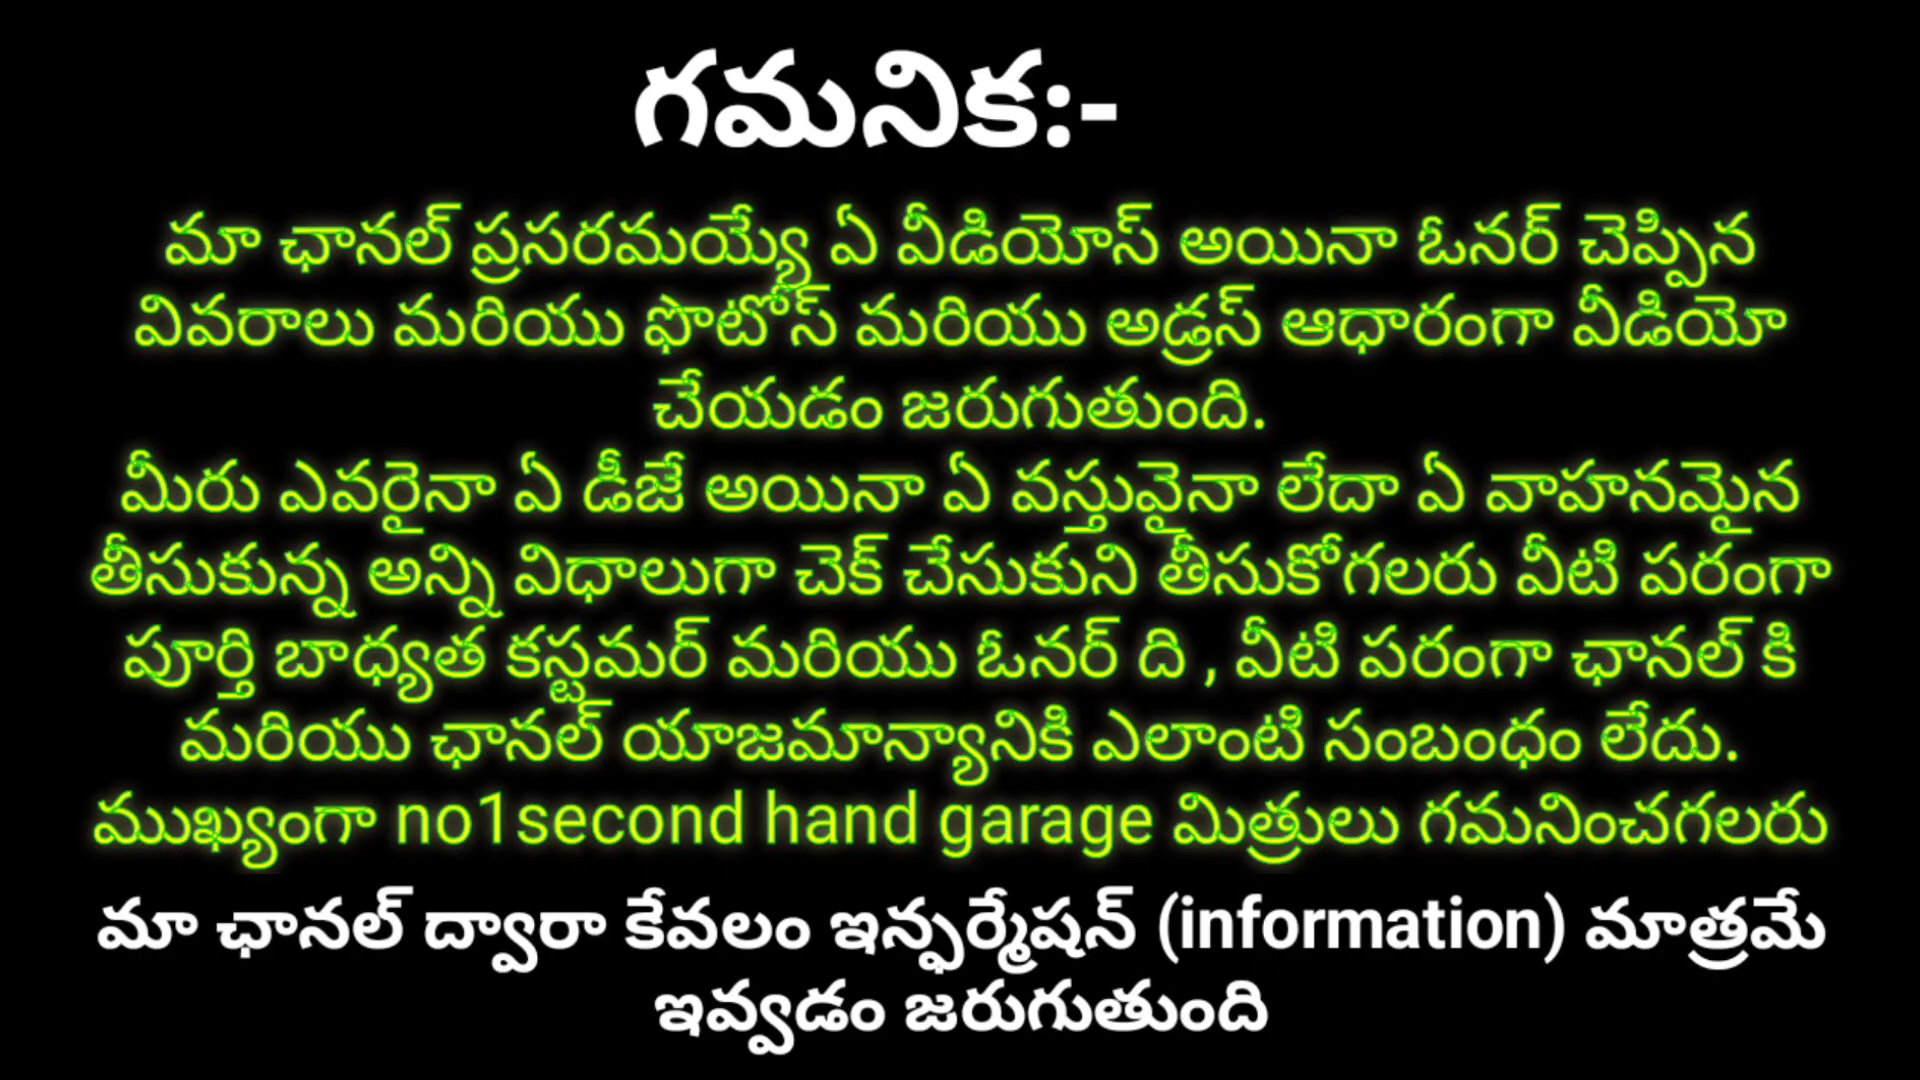 గమనిక:-
మా ఛానల్ ప్రసరమయ్యే ఏ వీడియోస్ అయినా ఓనర్ చెప్పిన
వివరాలు మరియు ఫొటోస్ మరియు అడ్రస్ ఆధారంగా వీడియో
చేయడం జరుగుతుంది.
మీరు ఎవరైనా ఏ డీజే అయినా ఏ వస్తువైనా లేదా ఏ వాహనమైన
తీసుకున్న అన్ని విధాలుగా చెక్ చేసుకుని తీసుకోగలరు వీటి పరంగా
పూర్తి బాధ్యత కస్టమర్ మరియు ఓనర్ ది , వీటి పరంగా ఛానల్ కి
మరియు ఛానల్ యాజమాన్యానికి ఎలాంటి సంబంధం లేదు.
ముఖ్యంగా no1second hand garage మిత్రులు గమనించగలరు
మా ఛానల్ ద్వారా కేవలం ఇన్ఫర్మేషన్ (information) మాత్రమే
ఇవ్వడం జరుగుతుంది